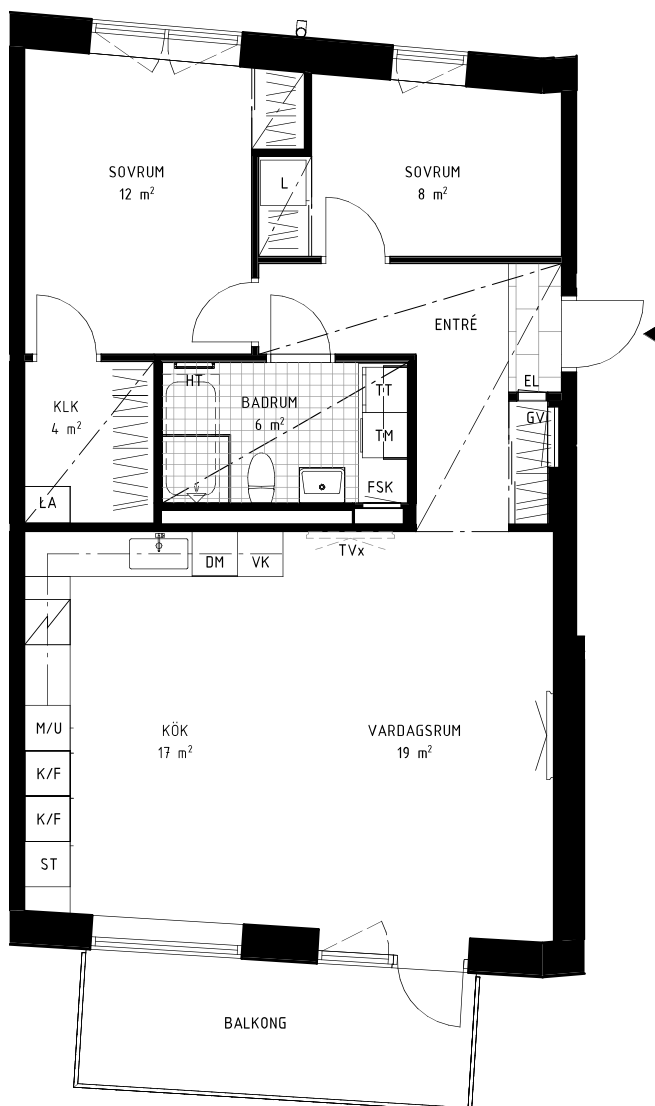 SOVRUM
12 m²
L
SOVRUM
8 m²
ENTRÉ
EL
GV
KLK
4 m²
ŁA
HT
BADRUM
6 m²
TT
TM
FSK
TVx
DM
VK
M/U
K/F
K/F
ST
KÖK
17 m²
VARDAGSRUM
19 m²
BALKONG